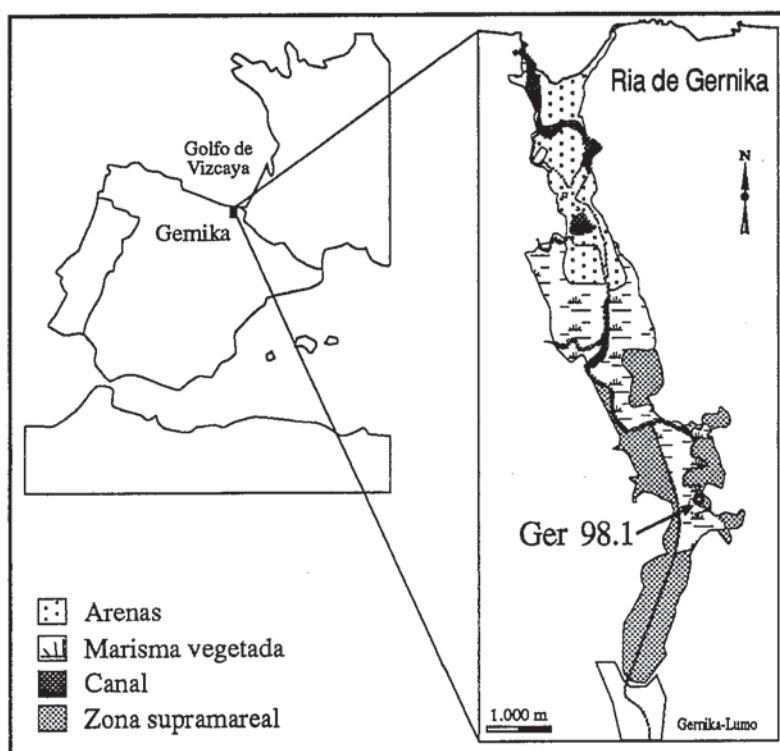 Golfo de
Vizcaya
Gernika
Ria de Gernika
N
Ger 98.1
Arenas
Marisma vegetada
Canal
Zona supramareal
1.000 m
Gernika-Lumo